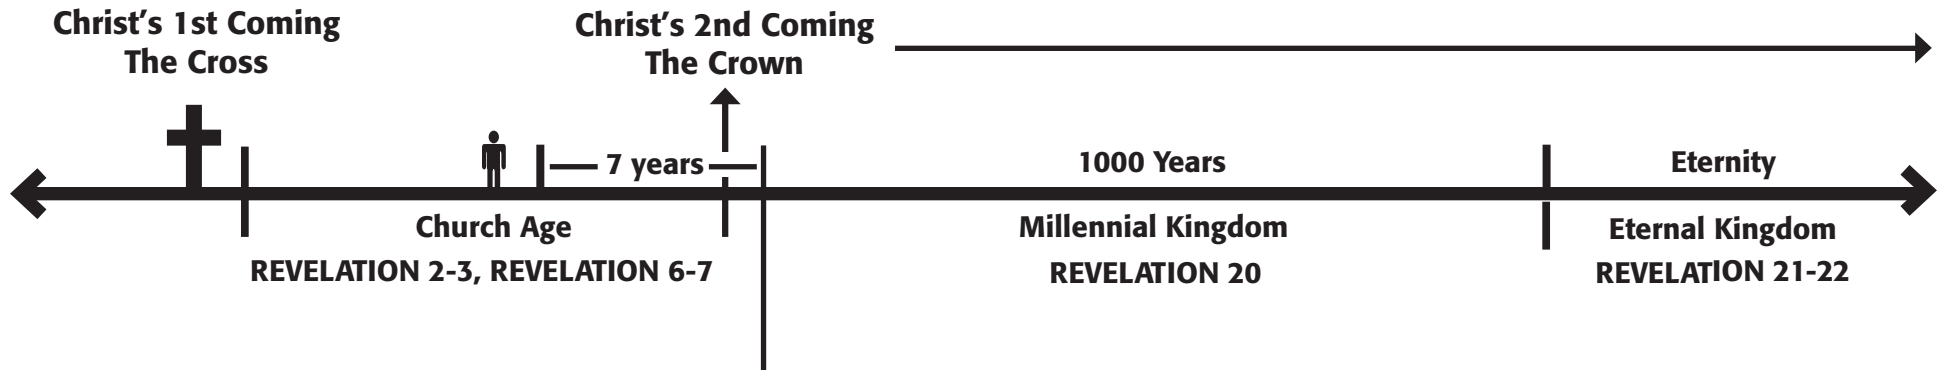 Christ's 1st Coming
The Cross
Christ's 2nd Coming
The Crown
7 years
1000 Years
Eternity
Church Age
REVELATION 2-3, REVELATION 6-7
Millennial Kingdom
REVELATION 20
Eternal Kingdom
REVELATION 21-22